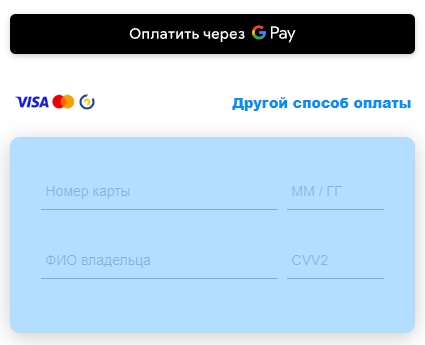 Оплатить через G Pay
VISA
Другой способ оплаты
Номер карты
ММ / ГГ
ФИО владельца
CVV2